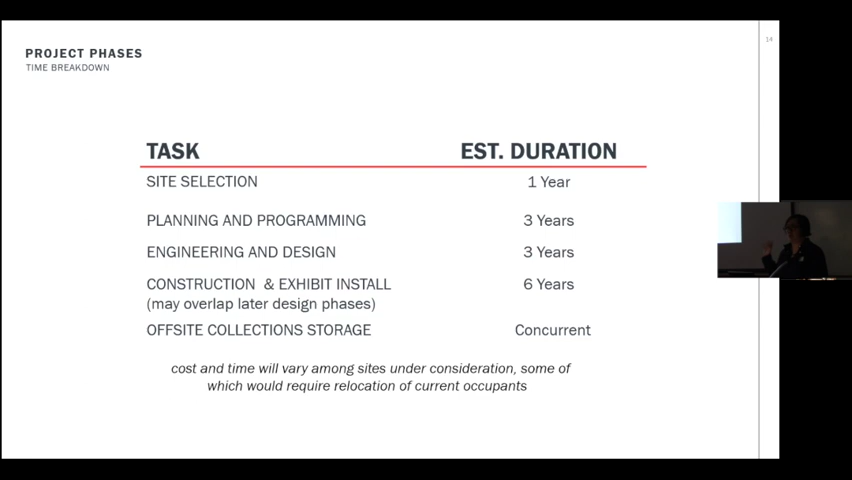 14
PROJECT PHASES
TIME BREAKDOWN
TASK EST. DURATION
SITE SELECTION 1 Year
PLANNING AND PROGRAMMING 3 Years
ENGINEERING AND DESIGN 3 Years
CONSTRUCTION & EXHIBIT INSTALL 6 Years
(may overlap later design phases)
OFFSITE COLLECTIONS STORAGE Concurrent
cost and time will vary among sites under consideration, some of
which would require relocation of current occupants